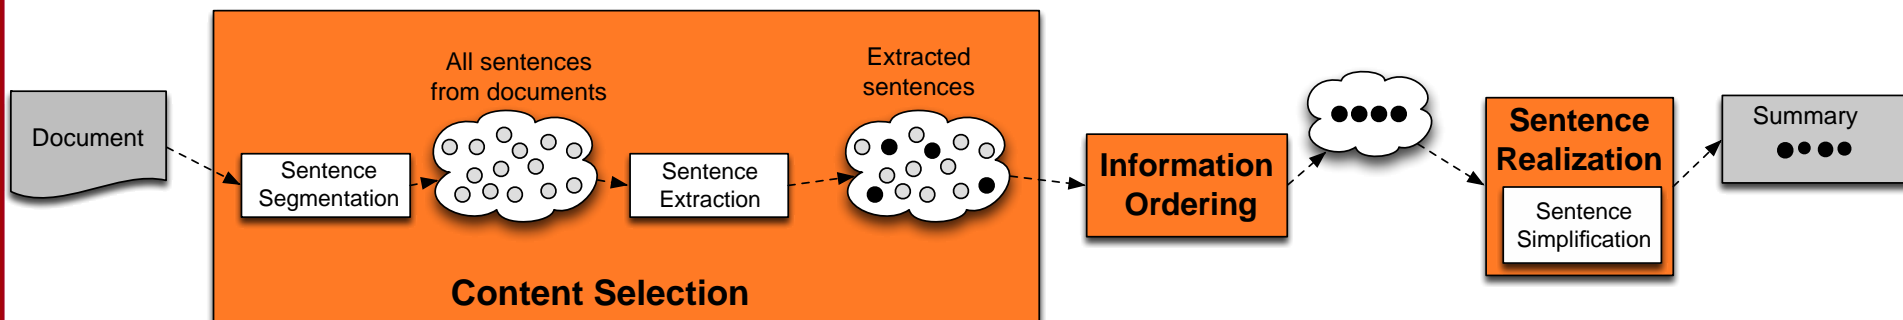 Document
Sentence
Segmentation
All sentences
from documents
Sentence
Extraction
Extracted
sentences
Content Selection
Information
Ordering
Sentence
Realization
Sentence
Simplification
Summary